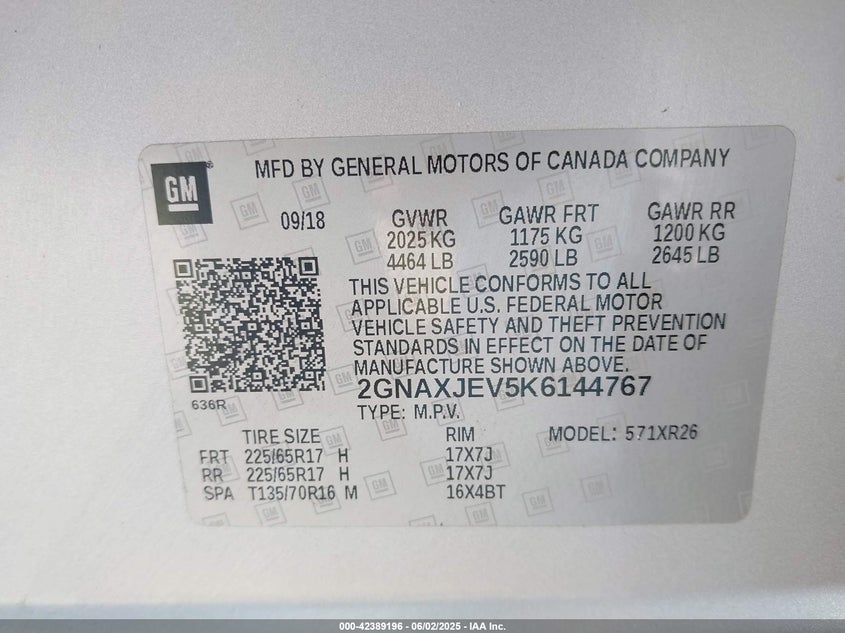 GM
MFD BY GENERAL MOTORS OF CANADA COMPANY
09/18 GVWR GAWR FRT GAWR RR
2025 KG 1175 KG 1200 KG
4464 LB 2590 LB 2645 LB
THIS VEHICLE CONFORMS TO ALL
APPLICABLE U.S. FEDERAL MOTOR
VEHICLE SAFETY AND THEFT PREVENTION
STANDARDS IN EFFECT ON THE DATE OF
MANUFACTURE SHOWN ABOVE.
2GNAXJEV5K6144767
636R
TYPE: M.P.V.
TIRE SIZE RIM MODEL: 571XR26
FRT 225/65R17 H 17X7J
RR 225/65R17 H 17X7J
SPA T135/70R16 M 16X4BT
000-42389196 - 06/02/2025 - IAA Inc.